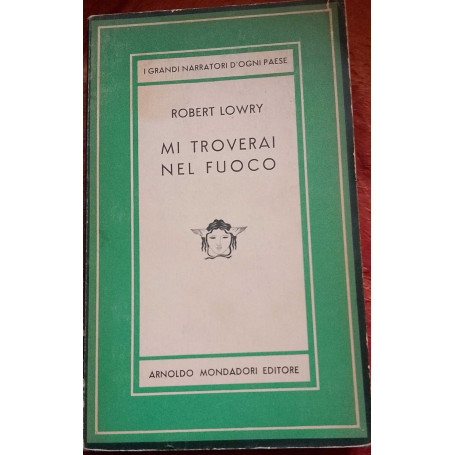 I GRANDI NARRATORI D'OGNI PAESE
ROBERT LOWRY
MI TROVERAI
NEL FUOCO
ARNOLDO MONDADORI EDITORE